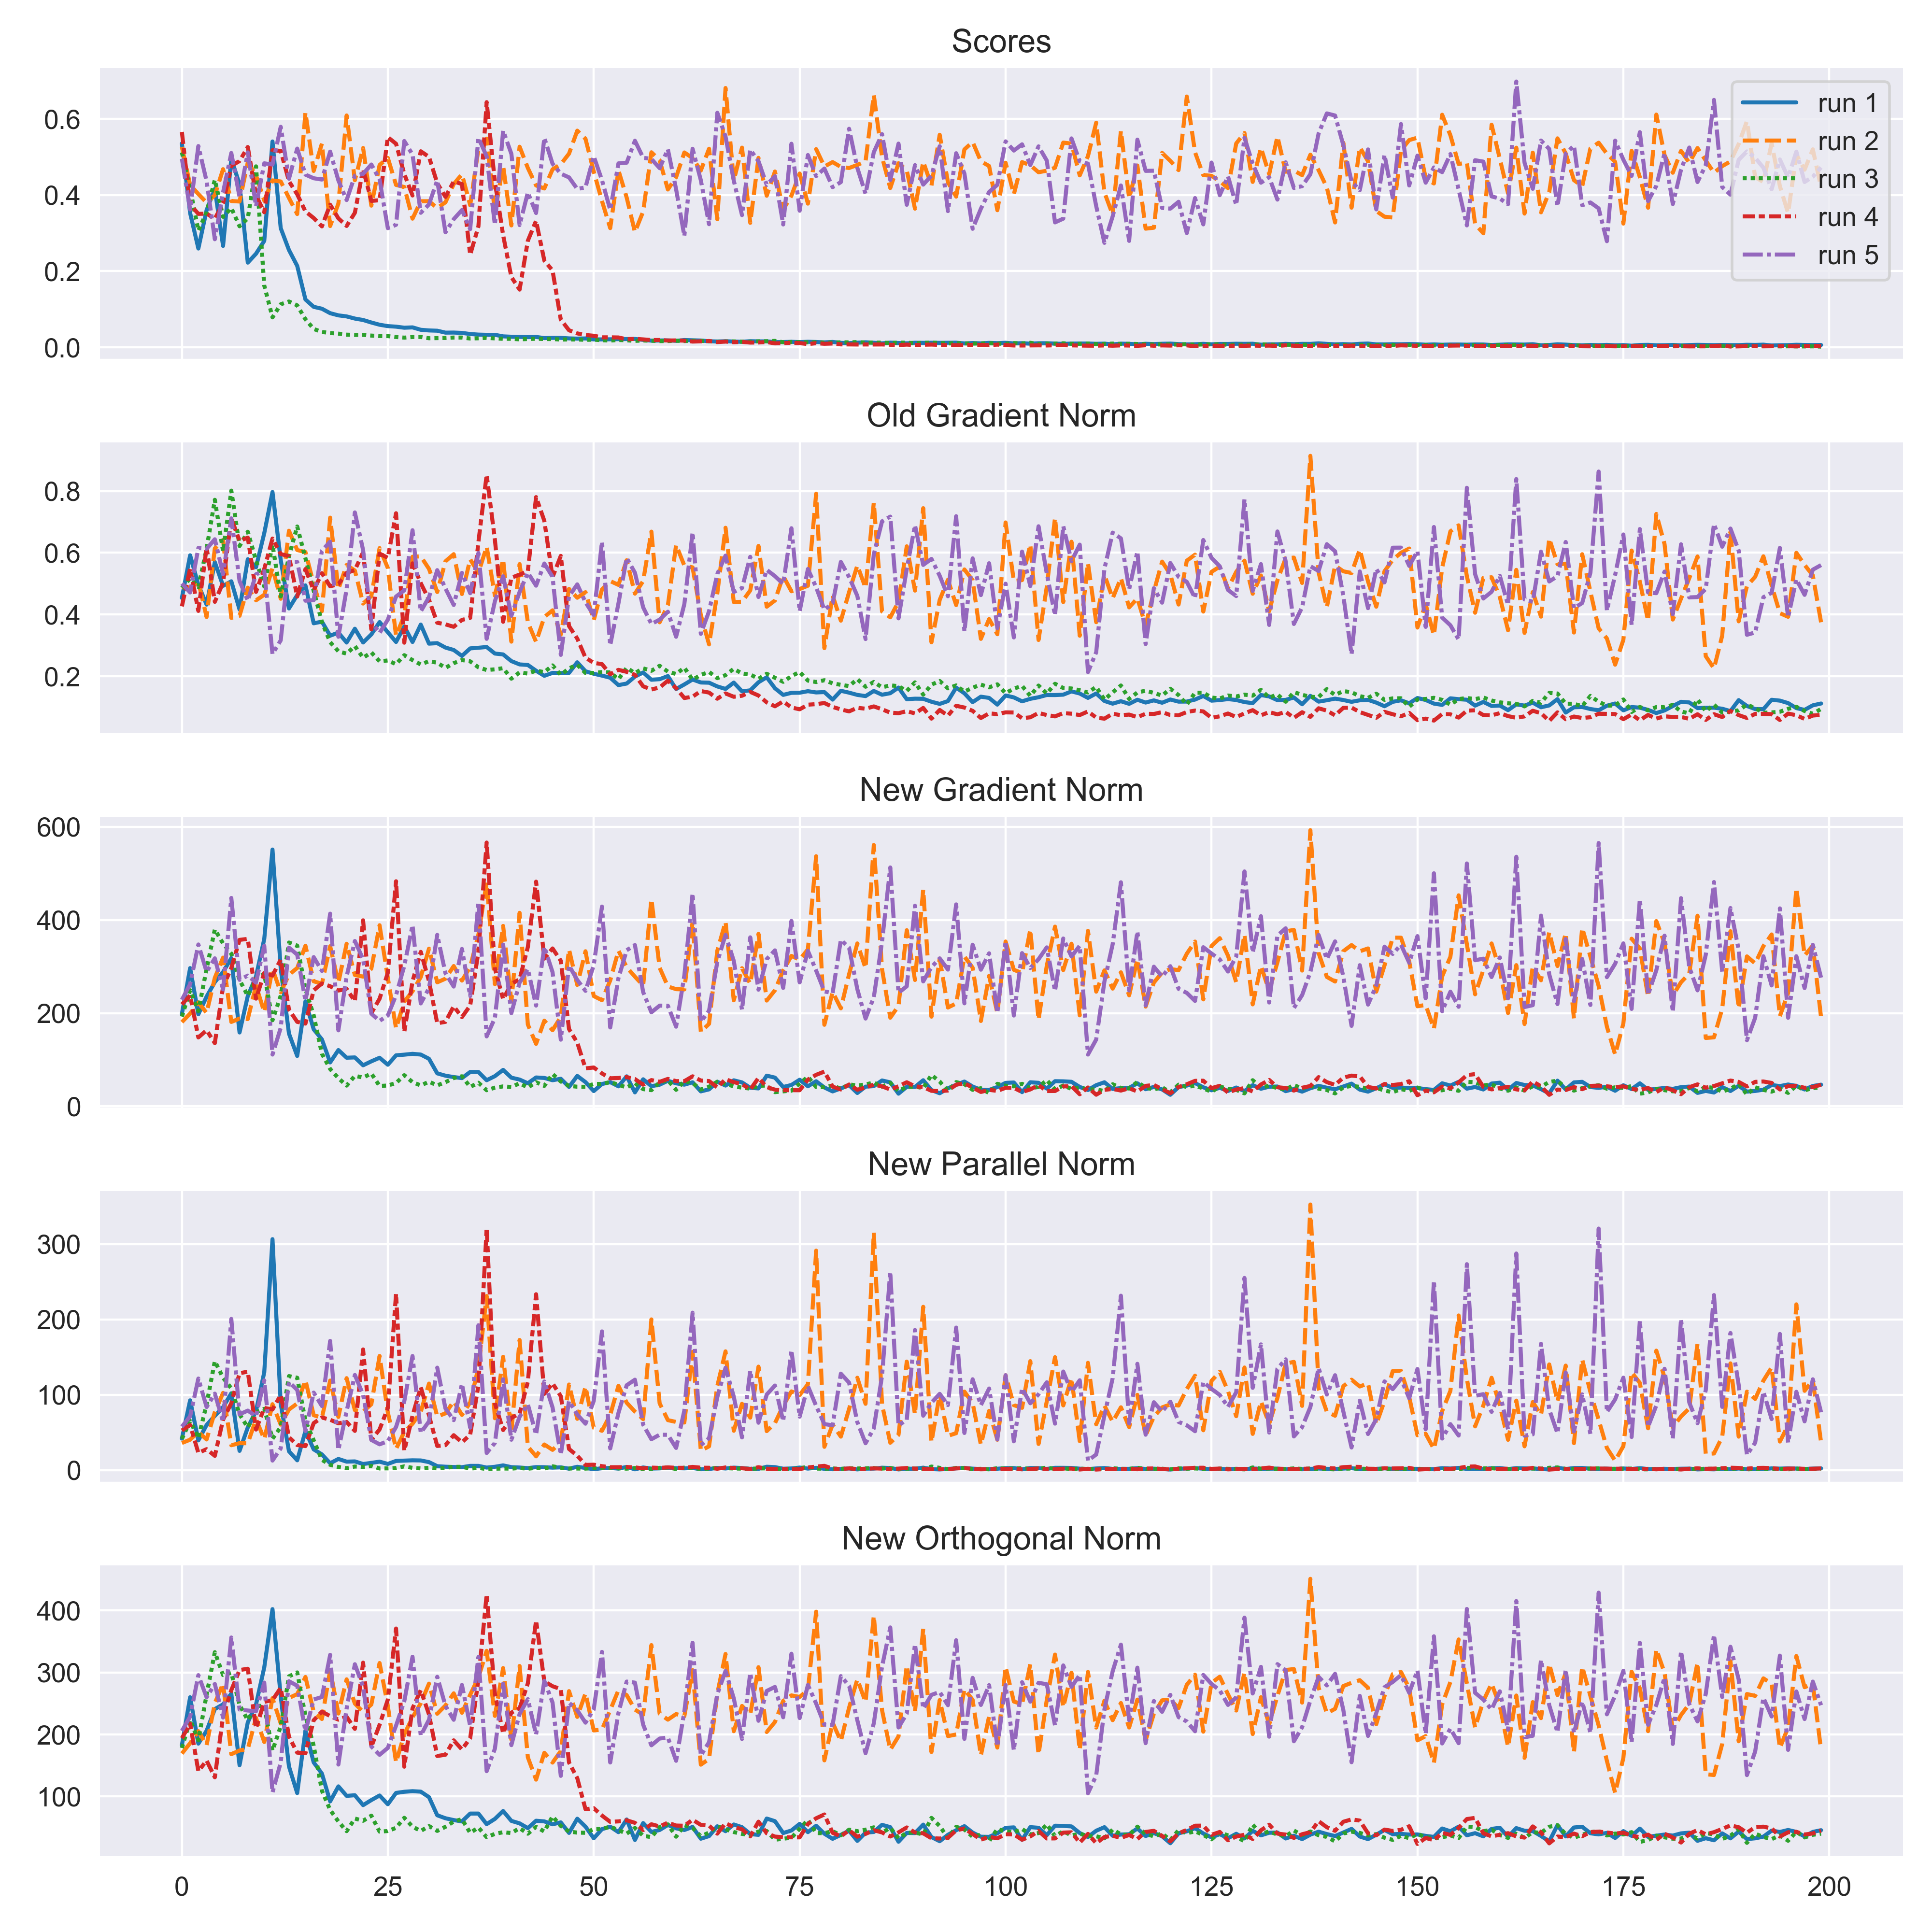 Scores
0.6
0.4
0.2
0.0
run 1
run 2
run 3
run 4
run 5
Old Gradient Norm
0.8
0.6
0.4
0.2
New Gradient Norm
600
400
200
0
New Parallel Norm
300
200
100
0
New Orthogonal Norm
400
300
200
100
0 25 50 75 100 125 150 175 200